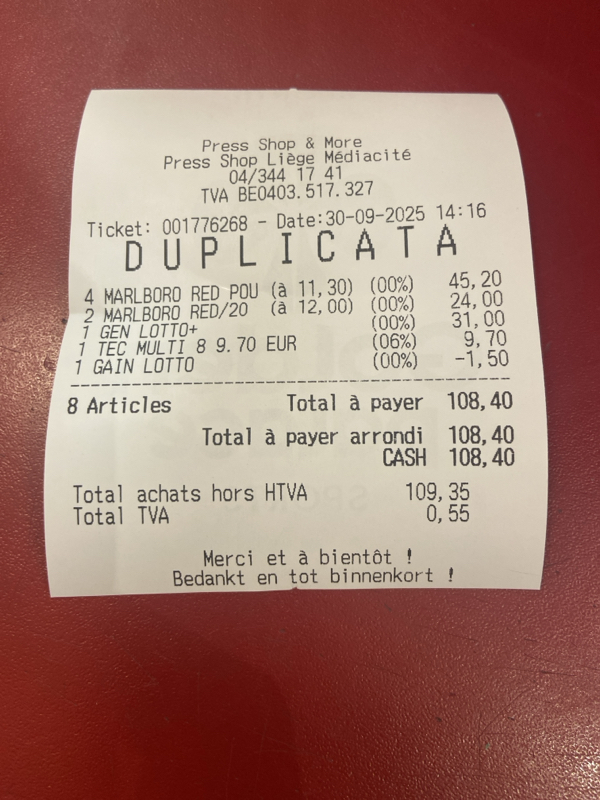 Press Shop & More
Press Shop Liège Médiacité
04/344 17 41
TVA BE0403.517.327
Ticket: 001776268 - Date:30-09-2025 14:16
DUPLICATA
4 MARLBORO RED POU (à 11,30) (00%) 45,20
2 MARLBORO RED/20 (à 12,00) (00%) 24,00
1 GEN LOTTO+ (00%) 31,00
1 TEC MULTI 8 9.70 EUR (06%) 9,70
1 GAIN LOTTO (00%) -1,50
8 Articles Total à payer 108,40
Total à payer arrondi 108,40
CASH 108,40
Total achats hors HTVA 109,35
Total TVA 0,55
Merci et à bientôt !
Bedankt en tot binnenkort !